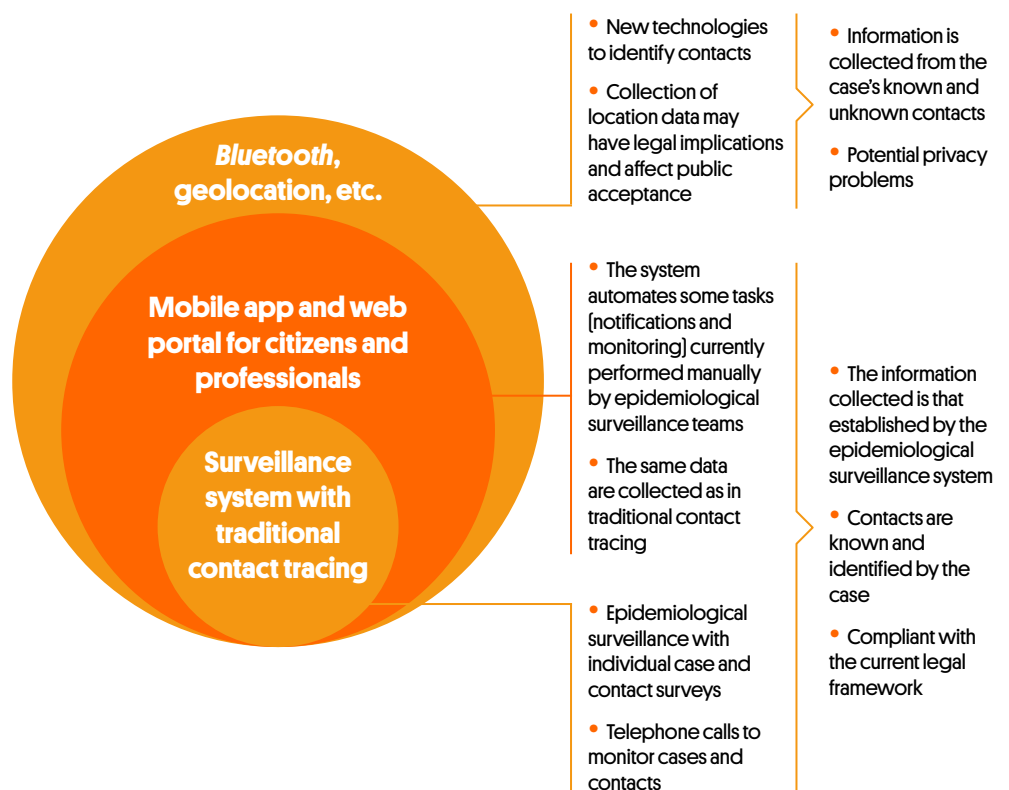 Bluetooth,
geolocation, etc.
Mobile app and web
portal for citizens and
professionals
Surveillance
system with
traditional
contact tracing
• New technologies
to identify contacts
• Collection of
location data may
have legal implications
and affect public
acceptance
• Information is
collected from the
case's known and
unknown contacts
• Potential privacy
problems
• The system
automates some tasks
(notifications and
monitoring) currently
performed manually
by epidemiological
surveillance teams
• The same data
are collected as in
traditional contact
tracing
• Epidemiological
surveillance with
individual case and
contact surveys
• Telephone calls to
monitor cases and
contacts
• The information
collected is that
established by the
epidemiological
surveillance system
• Contacts are
known and
identified by the
case
• Compliant with
the current legal
framework